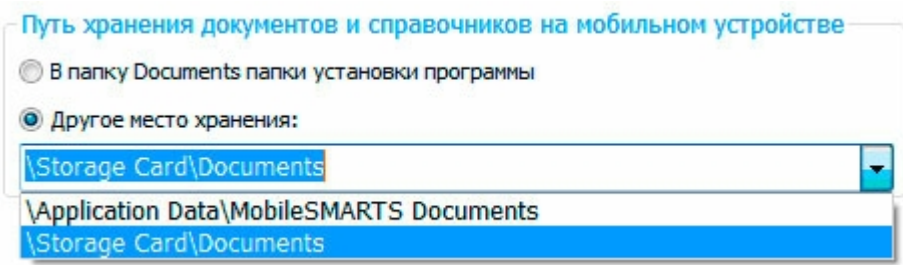 Путь хранения документов и справочников на мобильном устройстве
В папку Documents папки установки программы
Другое место хранения:
\Storage Card\Documents
\Application Data\MobileSMARTS Documents
\Storage Card\Documents